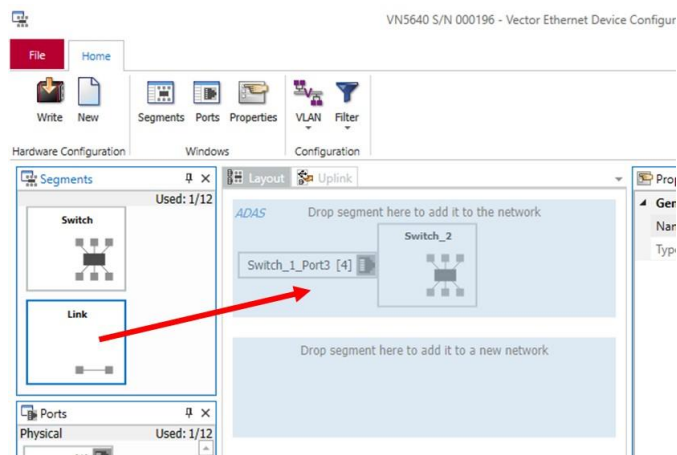 VN5640 S/N 000196 - Vector Ethernet Device Configur
File Home
Write New Segments Ports Properties VLAN Filter
Hardware Configuration Windows Configuration
Segments
Used: 1/12
Switch
Link
Ports
Physical Used: 1/12
Layout Uplink
ADAS Drop segment here to add it to the network
Switch_2
Switch_1_Port3 [4]
Drop segment here to add it to a new network
Prop
Gen
Nam
Type